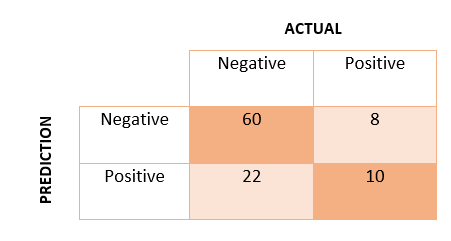 ACTUAL
Negative Positive
PREDICTION
Negative 60 8
Positive 22 10